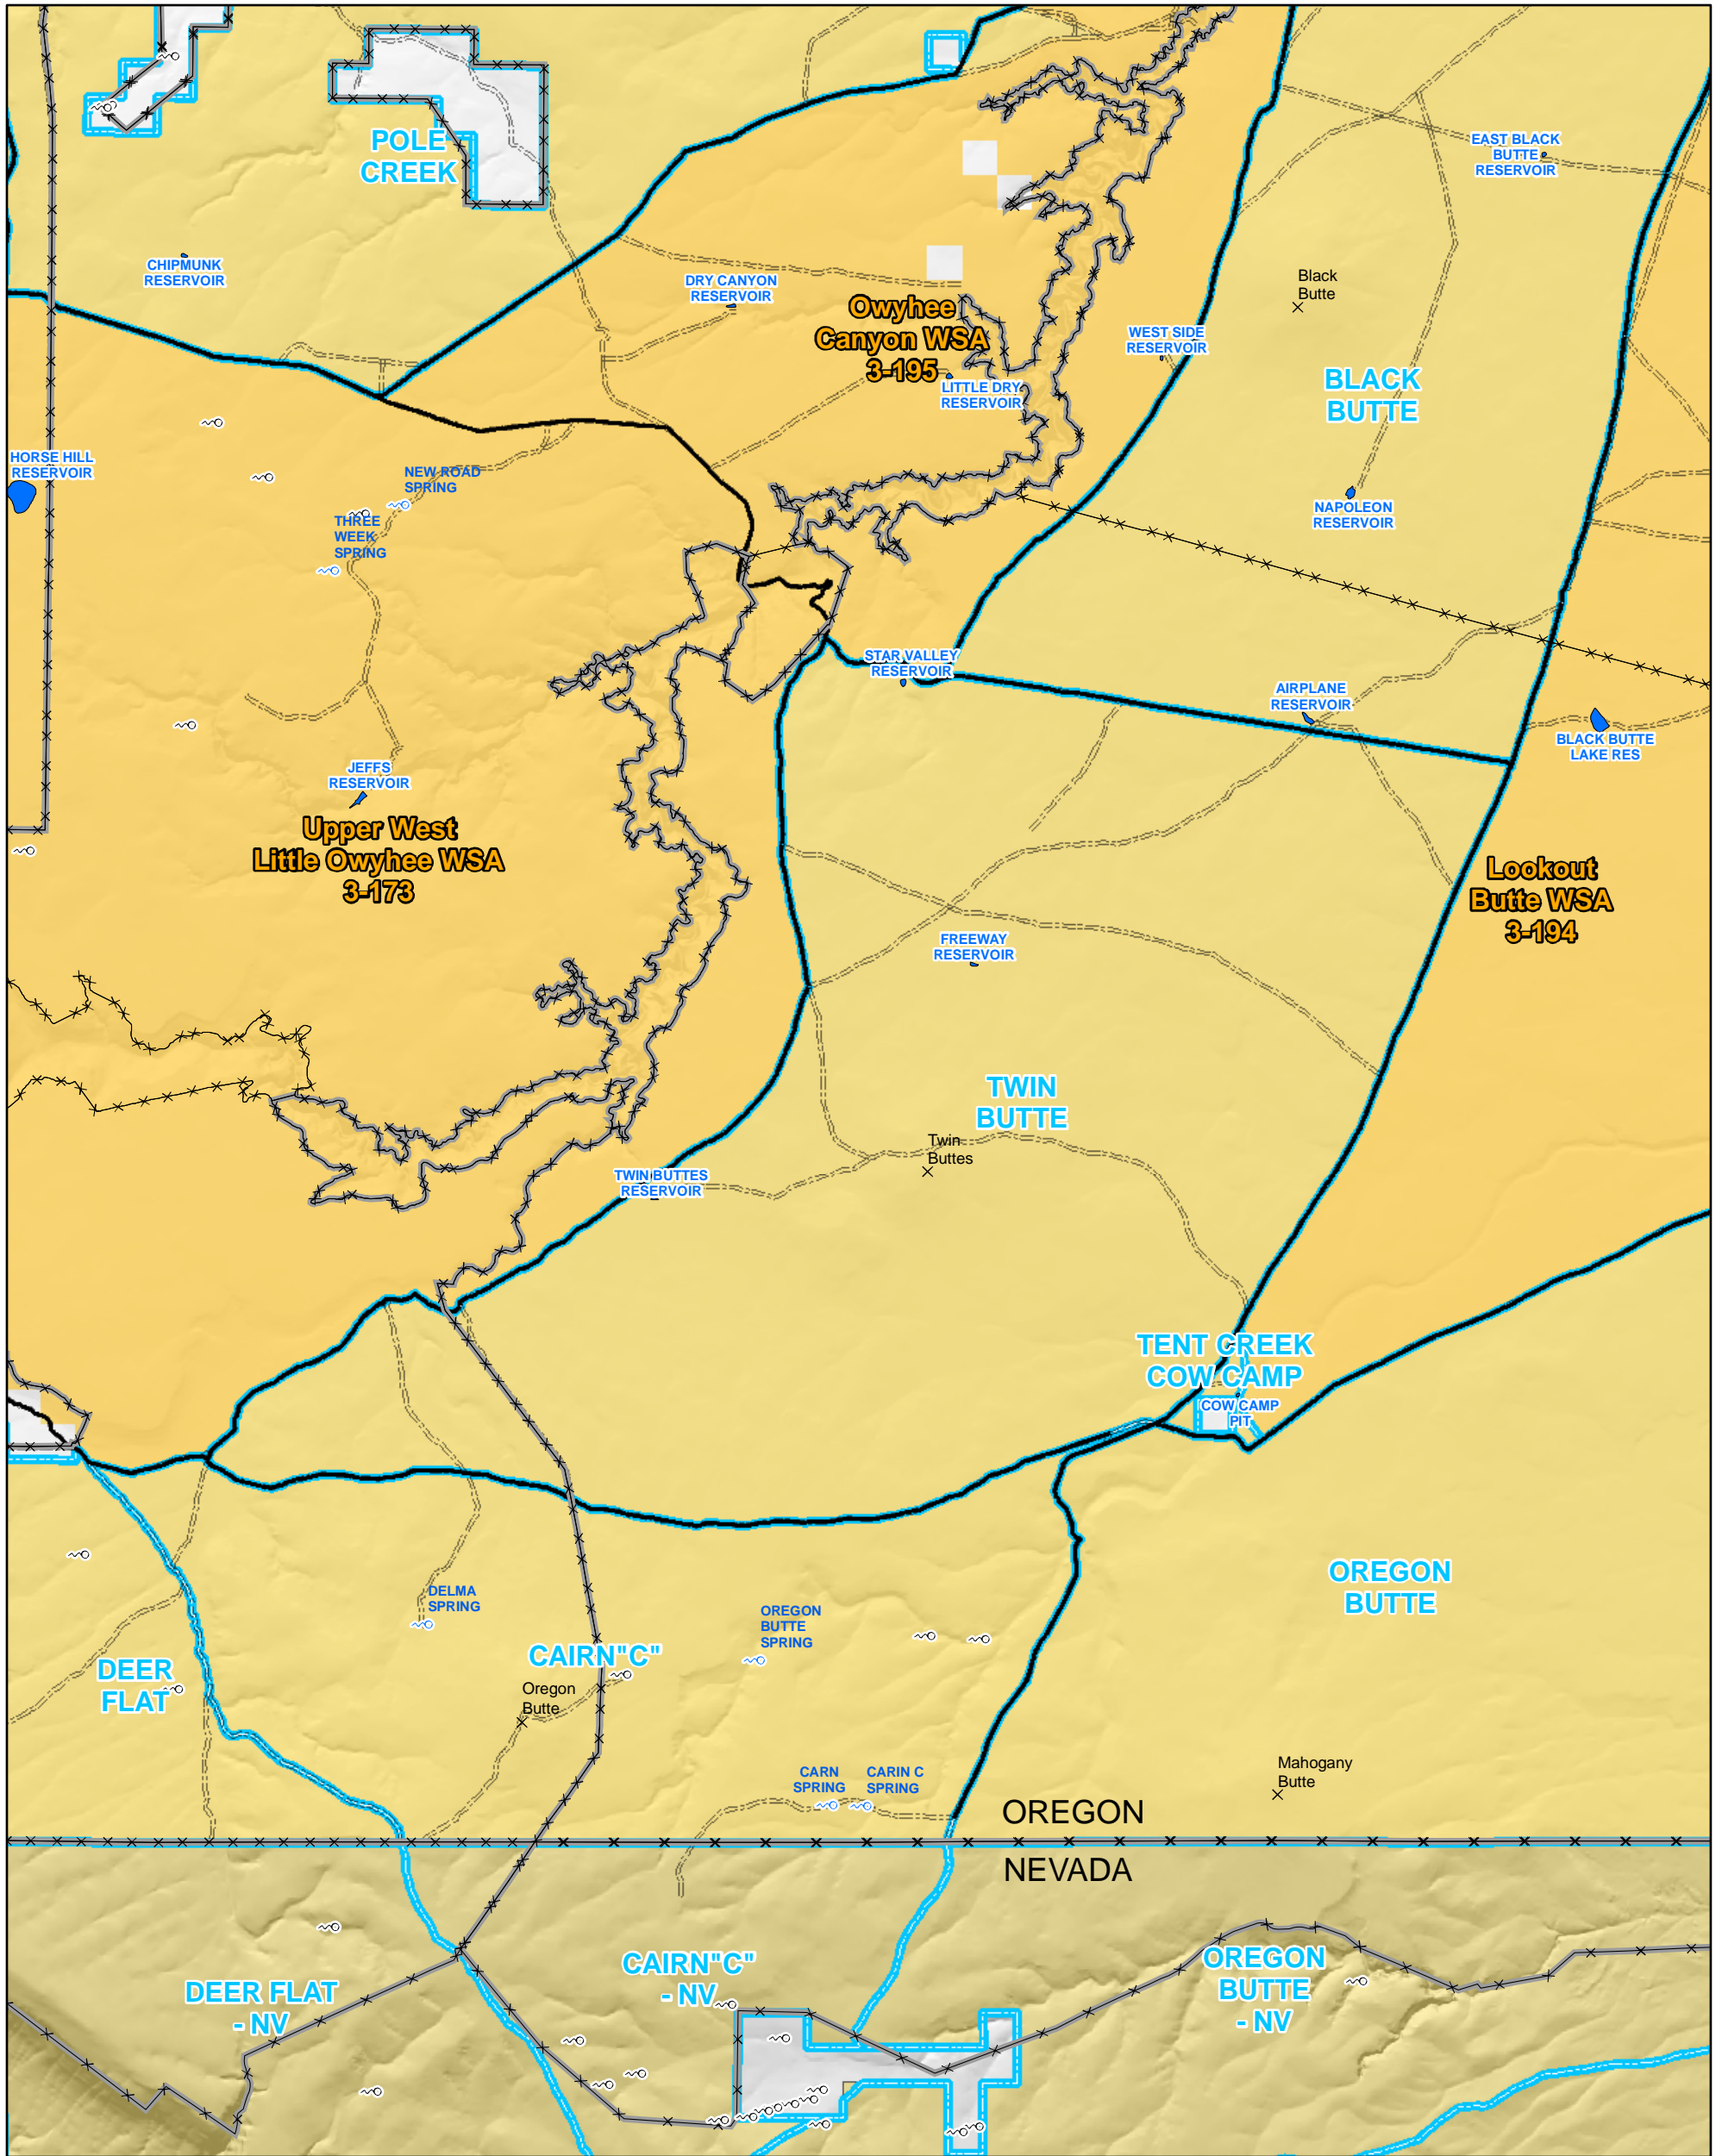 POLE
CREEK
EAST BLACK
BUTTE
RESERVOIR
CHIPMUNK
RESERVOIR
DRY CANYON
RESERVOIR
Black
Butte
Owyhee
Canyon WSA
3-195
WEST SIDE
RESERVOIR
LITTLE DRY
RESERVOIR
BLACK
BUTTE
HORSE HILL
RESERVOIR
NEW ROAD
SPRING
NAPOLEON
RESERVOIR
THREE
WEEK
SPRING
STAR VALLEY
RESERVOIR
AIRPLANE
RESERVOIR
BLACK BUTTE
LAKE RES
JEFFS
RESERVOIR
Upper West
Little Owyhee WSA
3-173
Lookout
Butte WSA
3-194
FREEWAY
RESERVOIR
TWIN
BUTTE
Twin
Buttes
TWIN BUTTES
RESERVOIR
TENT CREEK
COW CAMP
COW CAMP
PIT
OREGON
BUTTE
DELMA
SPRING
OREGON
BUTTE
SPRING
CAIRN"C"
DEER
FLAT
Oregon
Butte
CARN
SPRING
CARIN C
SPRING
Mahogany
Butte
OREGON
NEVADA
CAIRN"C"
- NV
OREGON
BUTTE
- NV
DEER FLAT
- NV